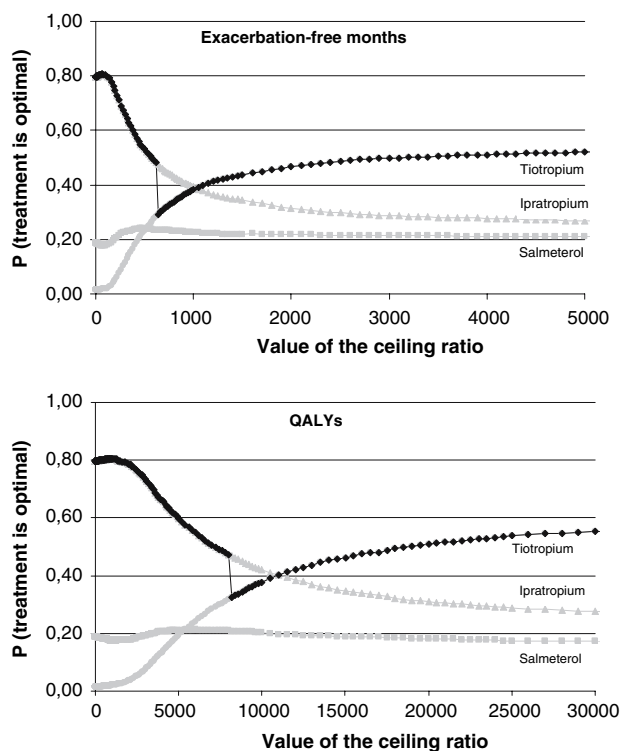 Exacerbation-free months
P (treatment is optimal)
1,00
0,80
0,60
0,40
0,20
0,00
Tiotropium
Ipratropium
Salmeterol
0 1000 2000 3000 4000 5000
Value of the ceiling ratio
QALYs
P (treatment is optimal)
1,00
0,80
0,60
0,40
0,20
0,00
Tiotropium
Ipratropium
Salmeterol
0 5000 10000 15000 20000 25000 30000
Value of the ceiling ratio